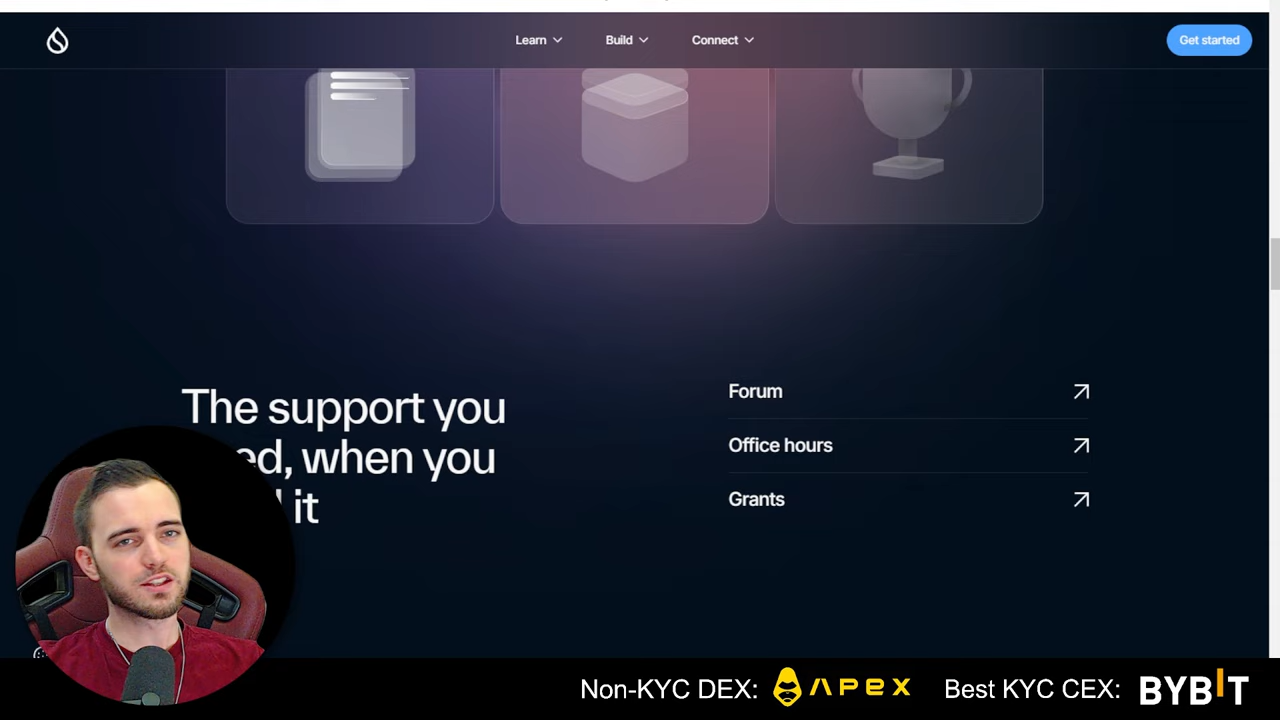 Learn
Build
Connect
Get started
The support you
ed, when you
it
Forum
Office hours
Grants
Non-KYC DEX: APEX
Best KYC CEX: BYBIT